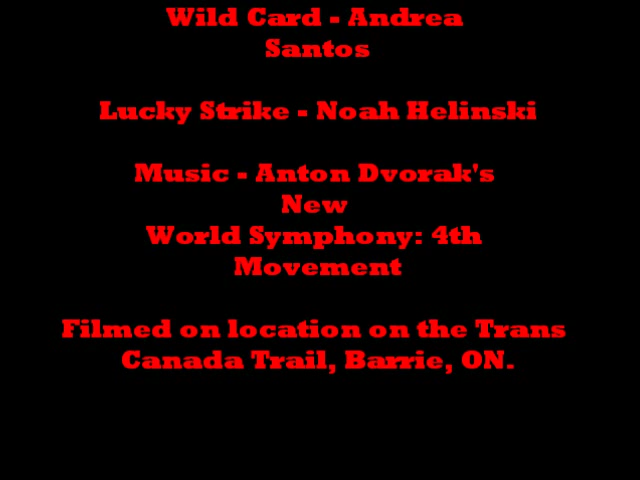 Wild Card - Andrea
Santos
Lucky Strike - Noah Helinski
Music - Anton Dvorak's
New
World Symphony: 4th
Movement
Filmed on location on the Trans
Canada Trail, Barrie, ON.